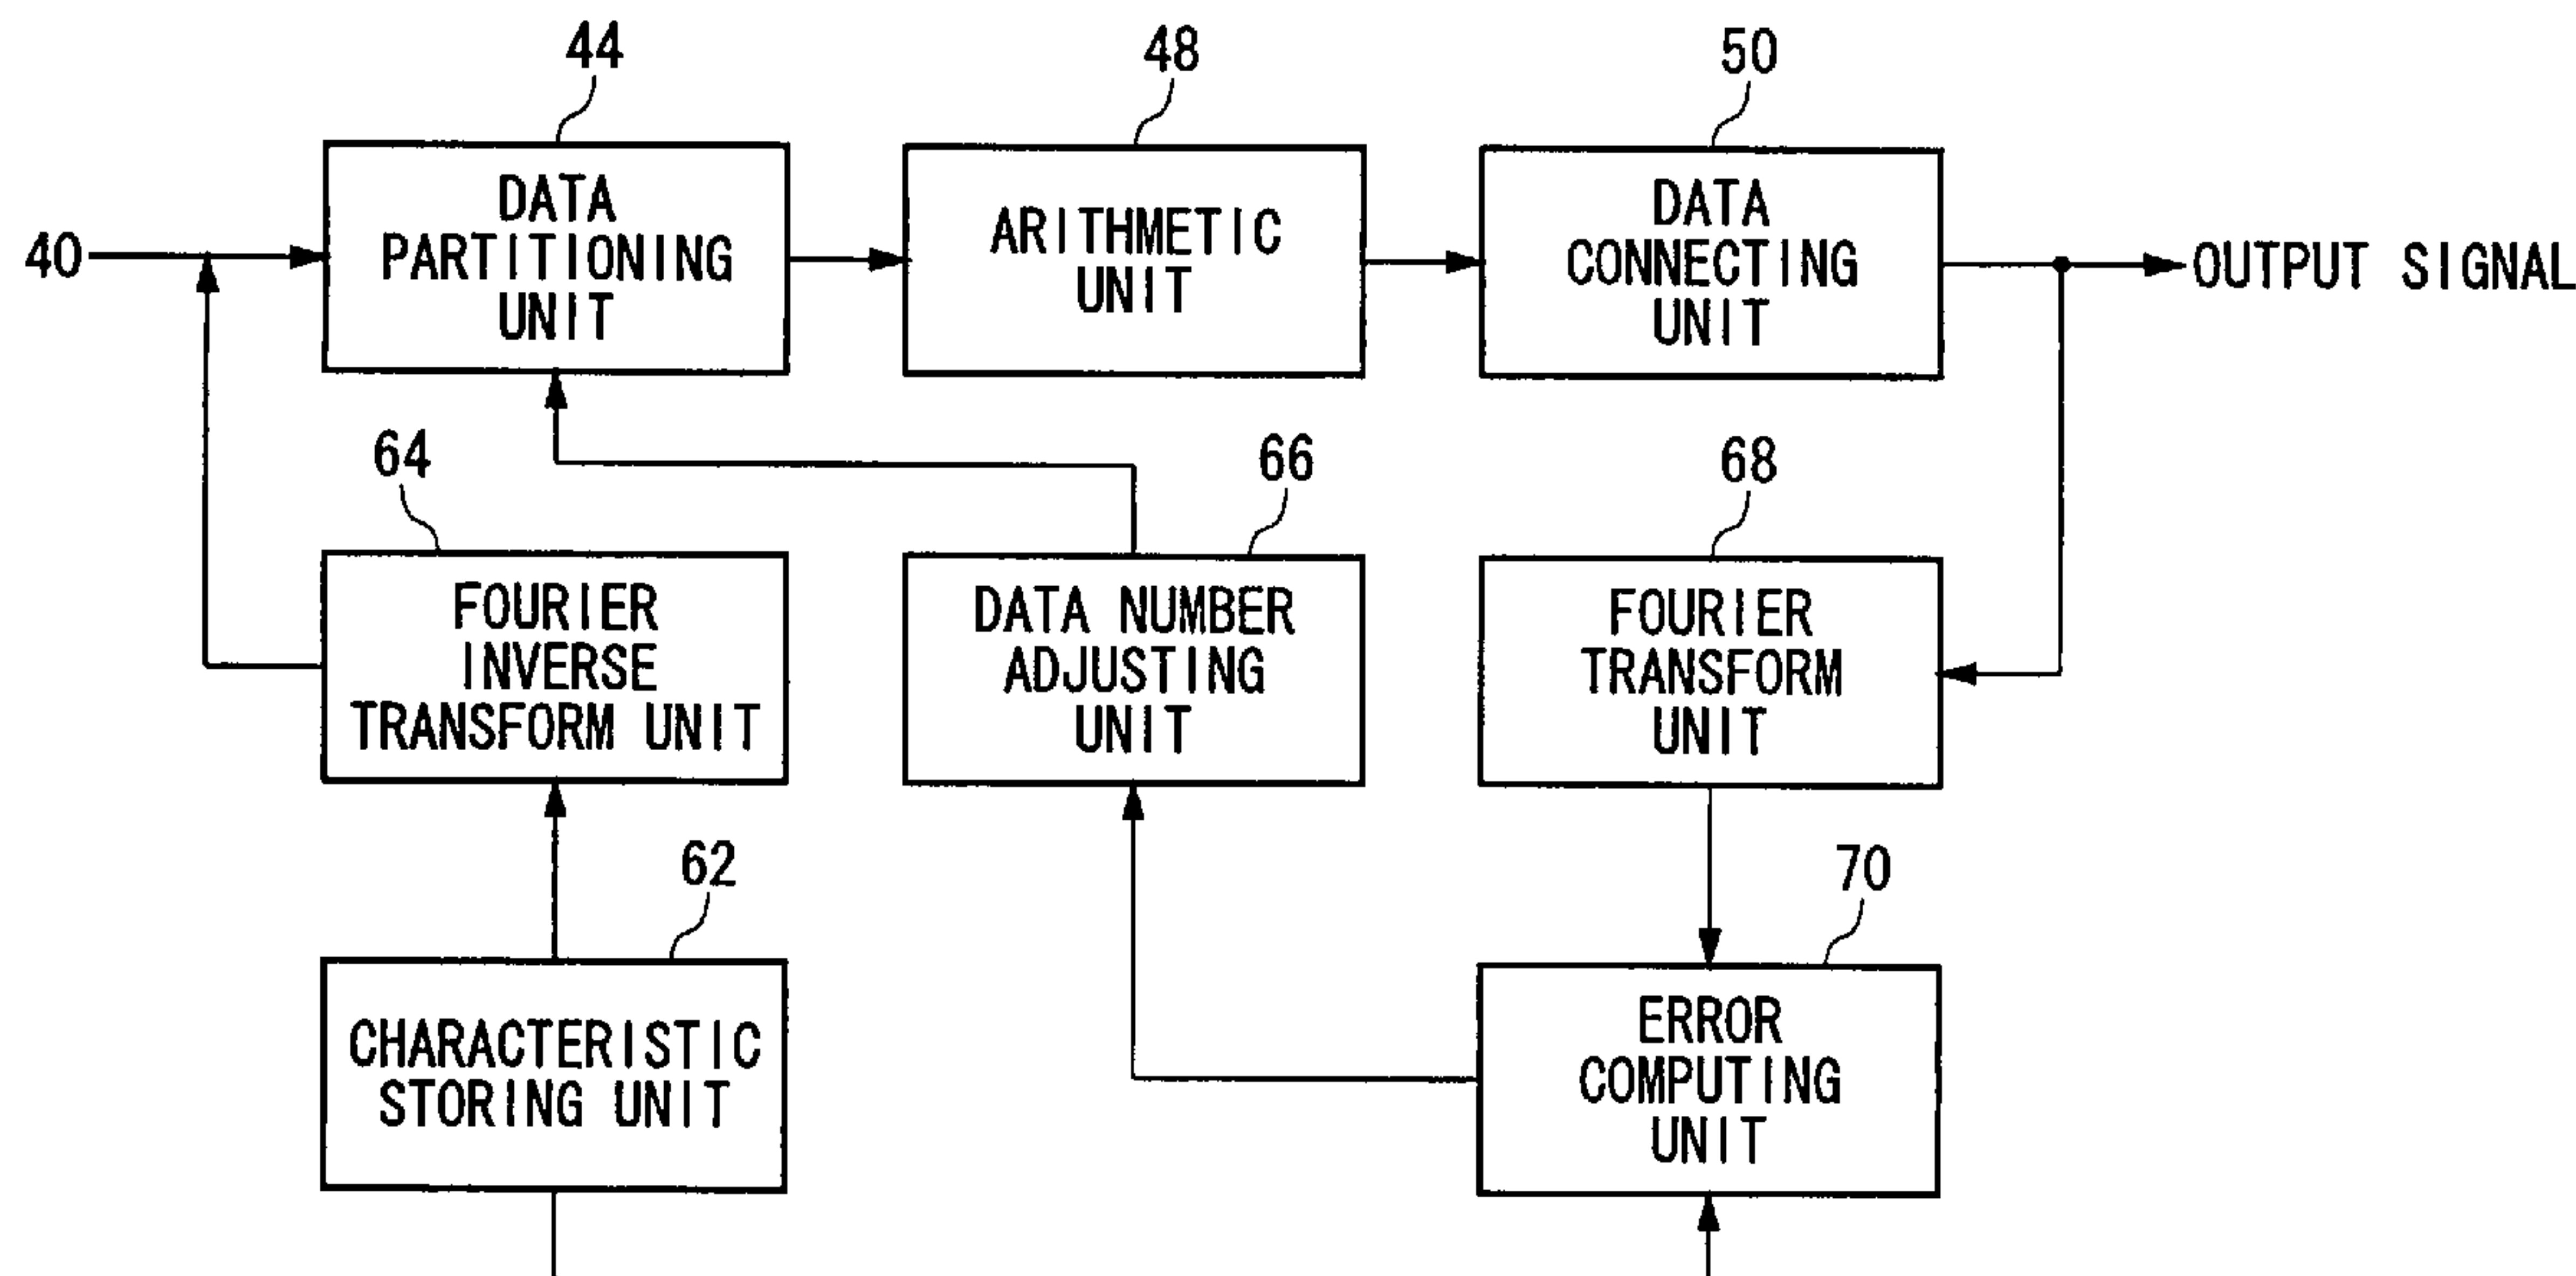 44
48
50
40
DATA
PARTITIONING
UNIT
ARITHMETIC
UNIT
DATA
CONNECTING
UNIT
OUTPUT SIGNAL
64
66
68
FOURIER
INVERSE
TRANSFORM UNIT
DATA NUMBER
ADJUSTING
UNIT
FOURIER
TRANSFORM
UNIT
62
70
CHARACTERISTIC
STORING UNIT
ERROR
COMPUTING
UNIT